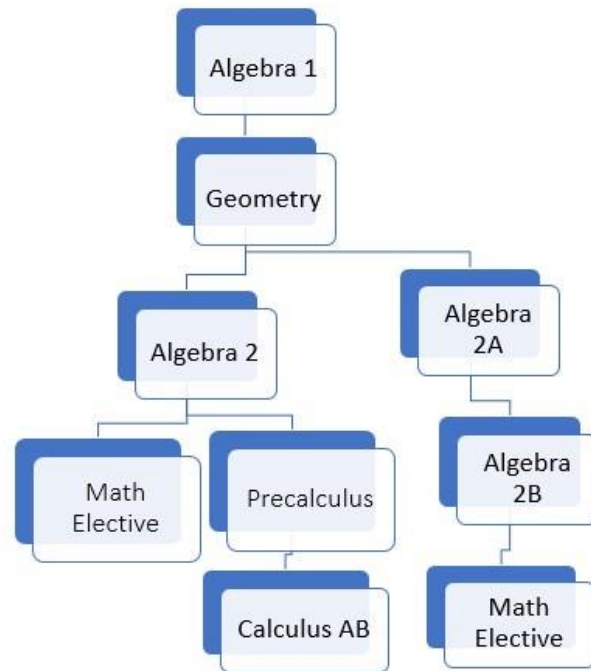 Algebra 1
Geometry
Algebra 2
Algebra
2A
Math
Elective
Precalculus
Algebra
2B
Calculus AB
Math
Elective